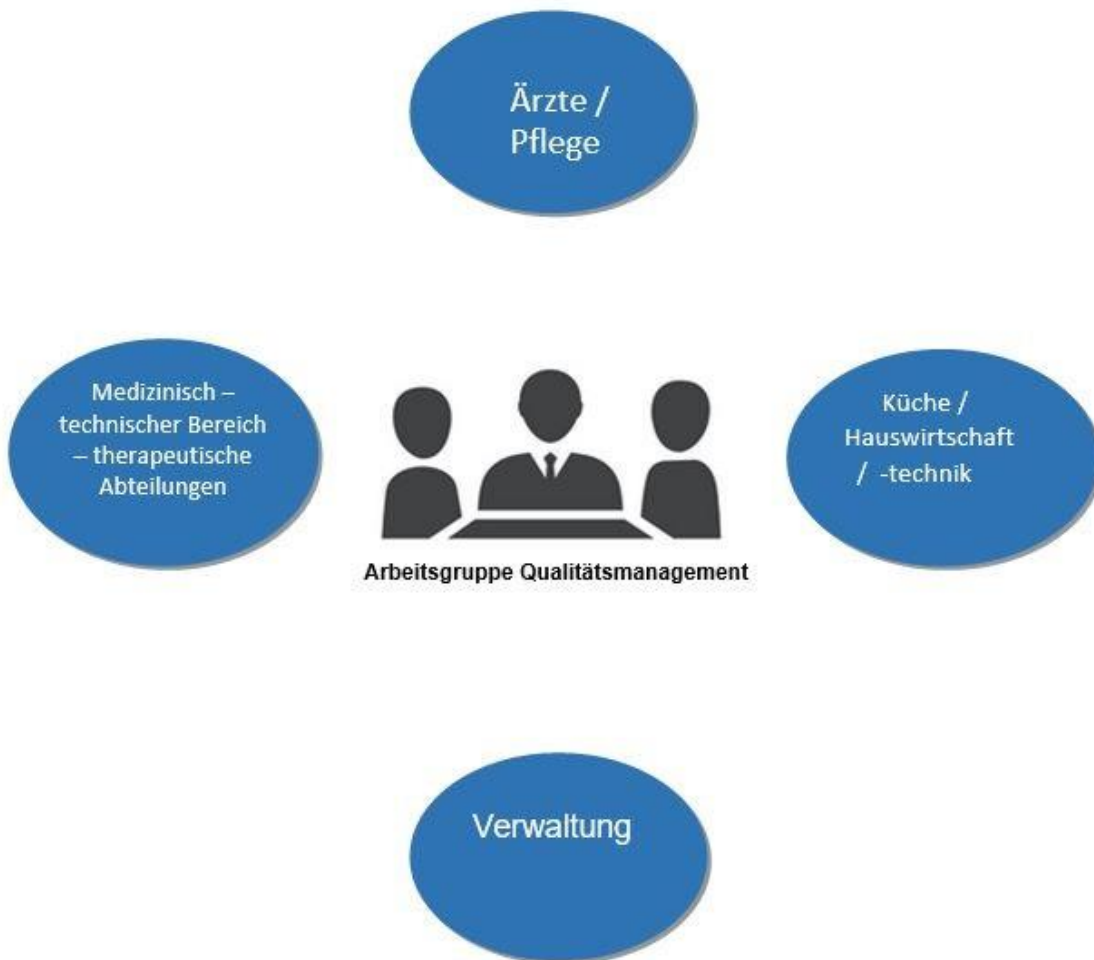 Ärzte /
Pflege
Medizinisch –
technischer Bereich
– therapeutische
Abteilungen
Küche /
Hauswirtschaft
/ -technik
Arbeitsgruppe Qualitätsmanagement
Verwaltung